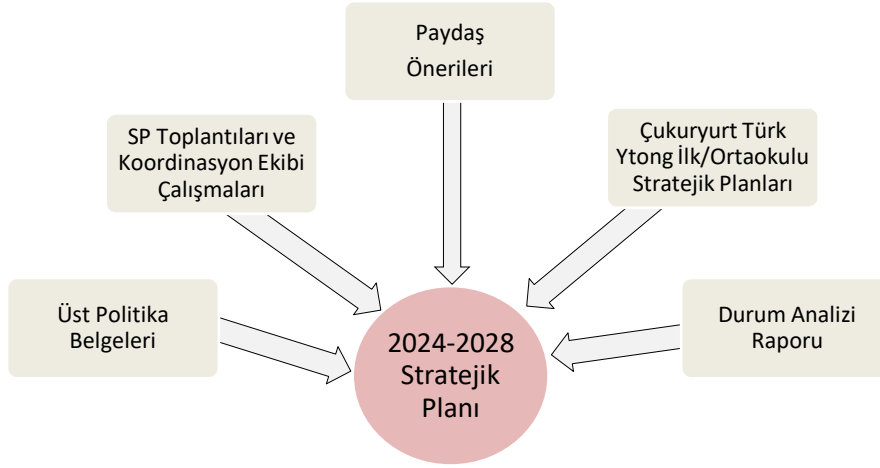 Paydaş
Önerileri
SP Toplantıları ve
Koordinasyon Ekibi
Çalışmaları
Çukuryurt Türk
Ytong İlk/Ortaokulu
Stratejik Planları
Üst Politika
Belgeleri
Durum Analizi
Raporu
2024-2028
Stratejik
Planı